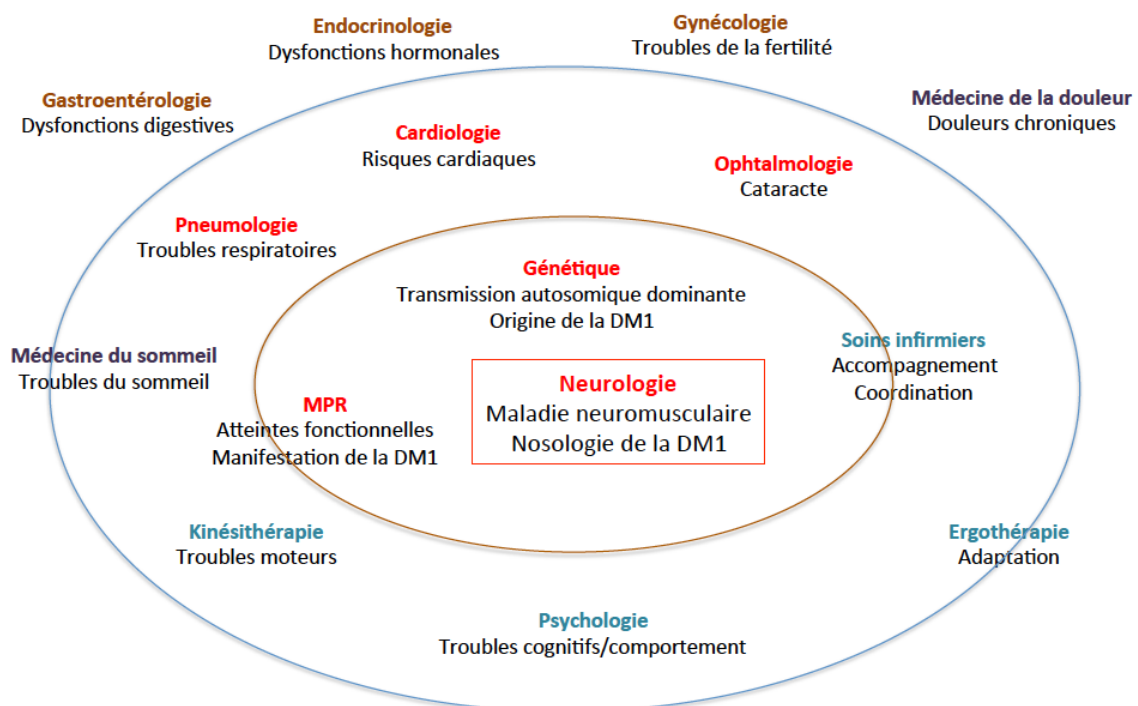 Endocrinologie
Dysfonctions hormonales
Gynécologie
Troubles de la fertilité
Gastroentérologie
Dysfonctions digestives
Médecine de la douleur
Douleurs chroniques
Cardiologie
Risques cardiaques
Ophtalmologie
Cataracte
Pneumologie
Troubles respiratoires
Génétique
Transmission autosomique dominante
Origine de la DM1
Médecine du sommeil
Troubles du sommeil
Soins infirmiers
Accompagnement
Coordination
Neurologie
Maladie neuromusculaire
Nosologie de la DM1
MPR
Atteintes fonctionnelles
Manifestation de la DM1
Kinésithérapie
Troubles moteurs
Ergothérapie
Adaptation
Psychologie
Troubles cognitifs/comportement